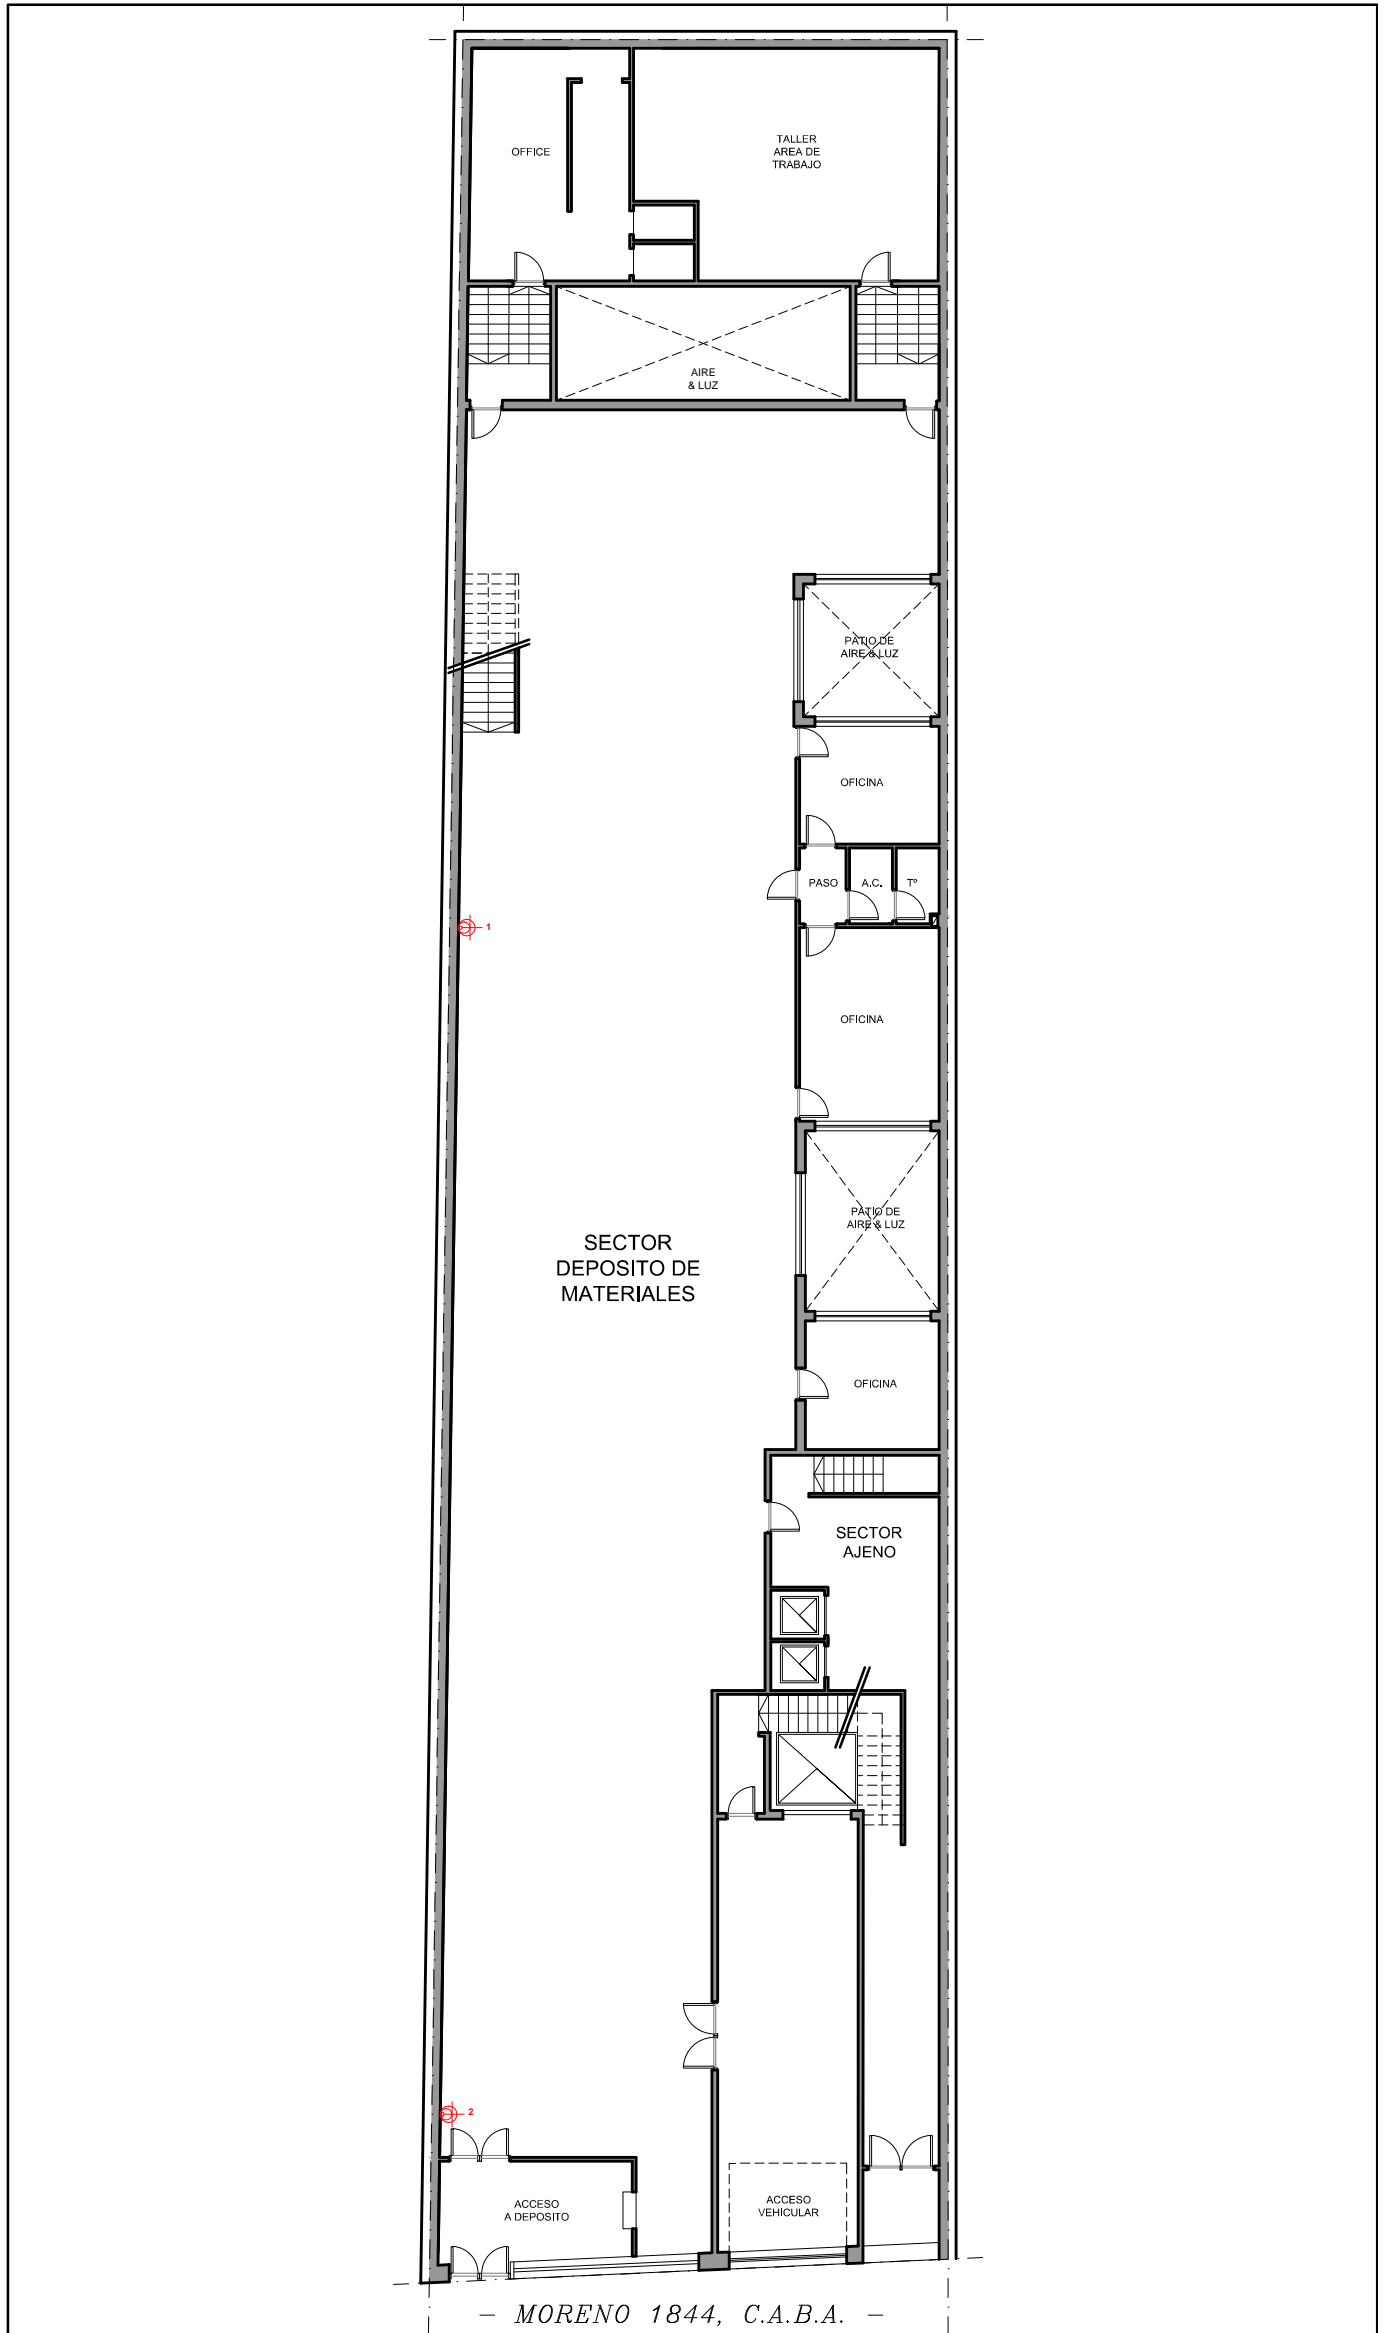 OFFICE
TALLER
AREA DE
TRABAJO
AIRE
& LUZ
PATIO DE
AIRE & LUZ
OFICINA
PASO
A.C.
Tº
1
OFICINA
PATIO DE
AIRE & LUZ
SECTOR
DEPOSITO DE
MATERIALES
OFICINA
SECTOR
AJENO
2
ACCESO
A DEPOSITO
ACCESO
VEHICULAR
– MORENO 1844, C.A.B.A. –